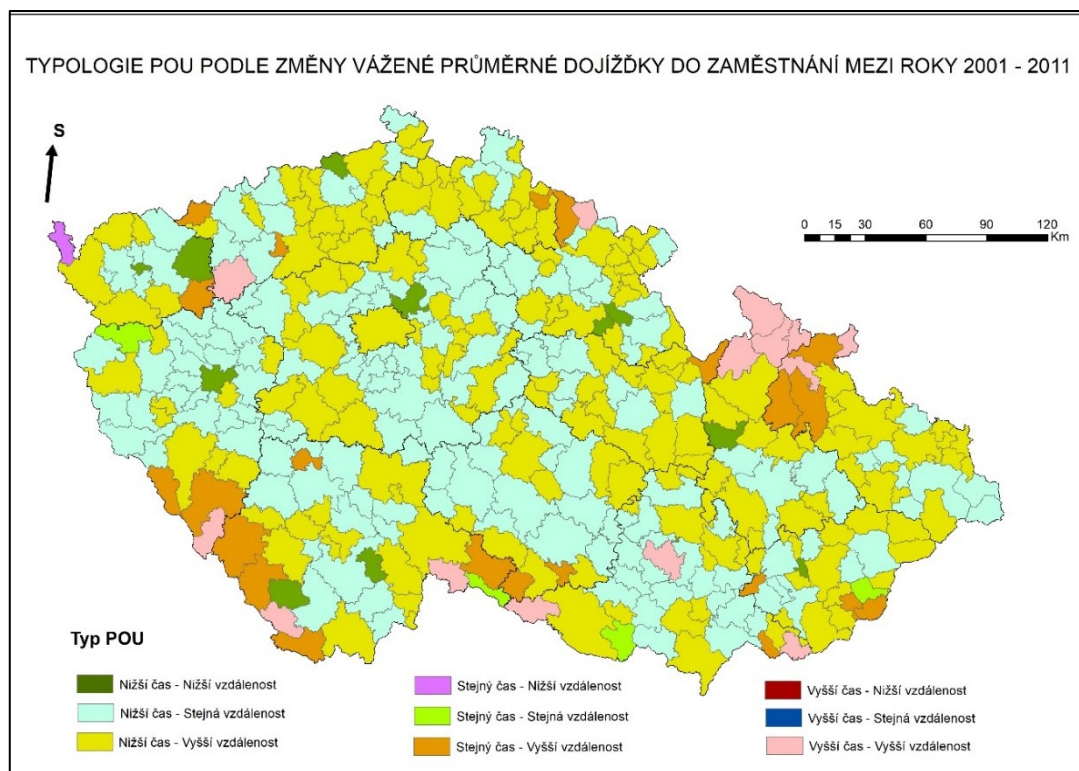 TYPOLOGIE POU PODLE ZMĚNY VÁŽENÉ PRŮMĚRNÉ DOJÍŽĎKY DO ZAMĚSTNÁNÍ MEZI ROKY 2001 - 2011
S
0 15 30 60 90 120
Km
Typ POU
Nižší čas - Nižší vzdálenost
Nižší čas - Stejná vzdálenost
Nižší čas - Vyšší vzdálenost
Stejný čas - Nižší vzdálenost
Stejný čas - Stejná vzdálenost
Stejný čas - Vyšší vzdálenost
Vyšší čas - Nižší vzdálenost
Vyšší čas - Stejná vzdálenost
Vyšší čas - Vyšší vzdálenost